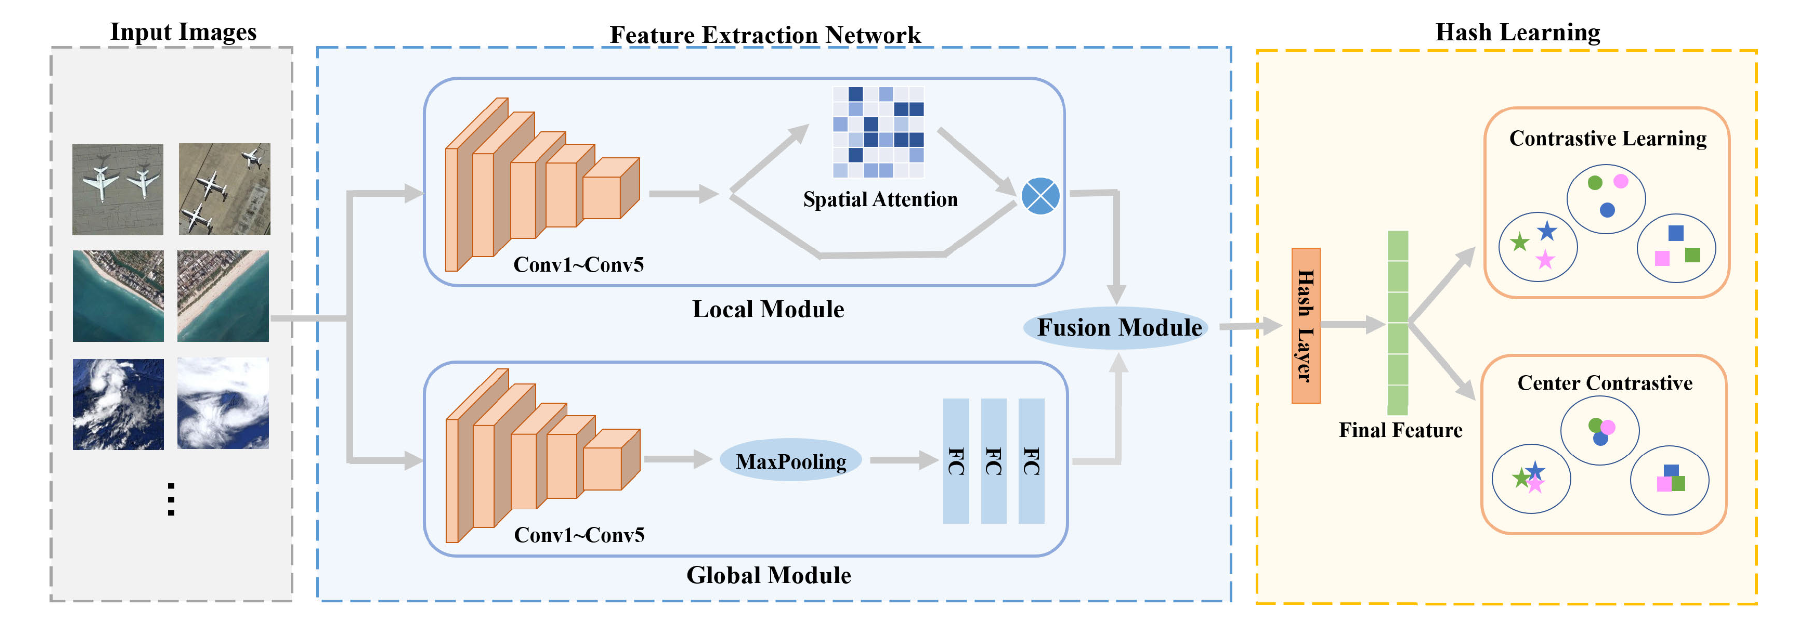 Input Images
Feature Extraction Network
Hash Learning
Spatial Attention
Conv1~Conv5
Local Module
Fusion Module
MaxPooling
FC
FC
FC
Conv1~Conv5
Global Module
Hash Layer
Final Feature
Contrastive Learning
Center Contrastive